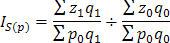 I_{S(p)} = \frac{\sum z_1 q_1}{\sum p_0 q_1} \div \frac{\sum z_0 q_0}{\sum p_0 q_0}